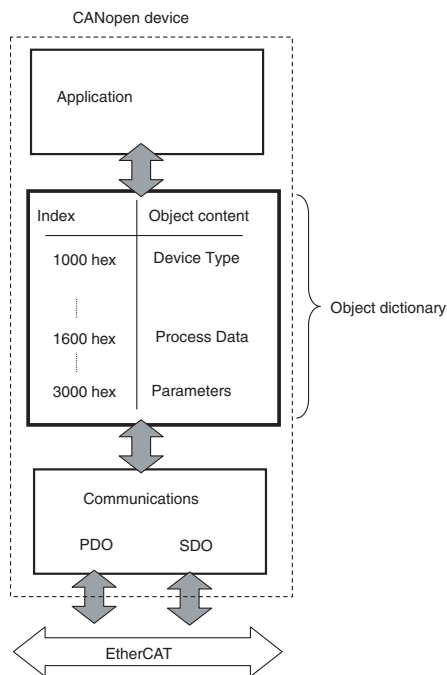 CANopen device
Application
Index Object content
1000 hex Device Type
1600 hex Process Data
3000 hex Parameters
Object dictionary
Communications
PDO SDO
EtherCAT